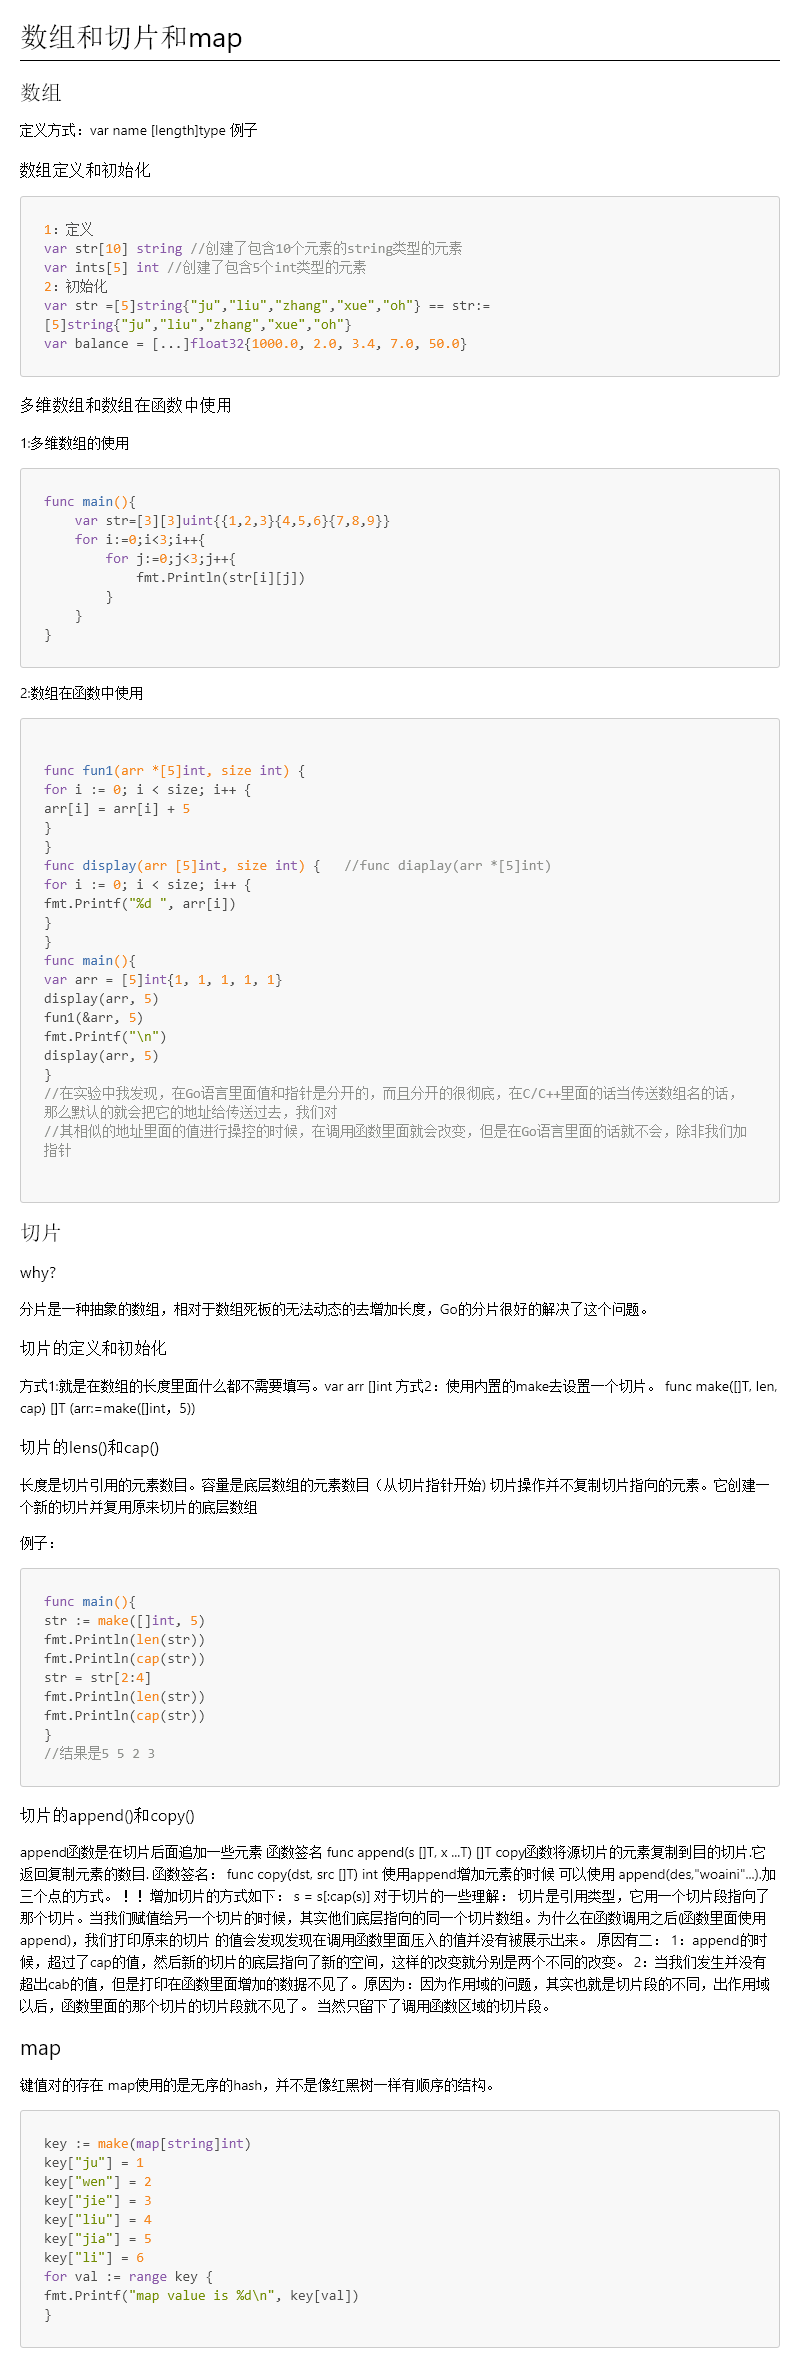 数组和切片和map
数组
定义方式：var name [length]type 例子
数组定义和初始化
1：定义
var str[10] string //创建了包含10个元素的string类型的元素
var ints[5] int //创建了包含5个int类型的元素
2：初始化
var str =[5]string{"ju","liu","zhang","xue","oh"} == str:=
[5]string{"ju","liu","zhang","xue","oh"}
var balance = [...]float32{1000.0, 2.0, 3.4, 7.0, 50.0}
多维数组和数组在函数中使用
1:多维数组的使用
func main(){
    var str=[3][3]uint{{1,2,3}{4,5,6}{7,8,9}}
    for i:=0;i<3;i++{
        for j:=0;j<3;j++{
            fmt.Println(str[i][j])
        }
    }
}
2:数组在函数中使用
func fun1(arr *[5]int, size int) {
for i := 0; i < size; i++ {
arr[i] = arr[i] + 5
}
}
func display(arr [5]int, size int) {   //func diaplay(arr *[5]int)
for i := 0; i < size; i++ {
fmt.Printf("%d ", arr[i])
}
}
func main(){
var arr = [5]int{1, 1, 1, 1, 1}
display(arr, 5)
fun1(&arr, 5)
fmt.Printf("\n")
display(arr, 5)
}
//在实验中我发现，在Go语言里面值和指针是分开的，而且分开的很彻底，在C/C++里面的话当传送数组名的话，
那么默认的就会把它的地址给传送过去，我们对
//其相似的地址里面的值进行操控的时候，在调用函数里面就会改变，但是在Go语言里面的话就不会，除非我们加
指针
切片
why?
分片是一种抽象的数组，相对于数组死板的无法动态的去增加长度，Go的分片很好的解决了这个问题。
切片的定义和初始化
方式1:就是在数组的长度里面什么都不需要填写。var arr []int 方式2：使用内置的make去设置一个切片。 func make([]T, len,
cap) []T (arr:=make([]int，5))
切片的lens()和cap()
长度是切片引用的元素数目。容量是底层数组的元素数目（从切片指针开始) 切片操作并不复制切片指向的元素。它创建一
个新的切片并复用原来切片的底层数组
例子：
func main(){
str := make([]int, 5)
fmt.Println(len(str))
fmt.Println(cap(str))
str = str[2:4]
fmt.Println(len(str))
fmt.Println(cap(str))
}
//结果是5 5 2 3
切片的append()和copy()
append函数是在切片后面追加一些元素 函数签名 func append(s []T, x ...T) []T copy函数将源切片的元素复制到目的切片.它
返回复制元素的数目. 函数签名： func copy(dst, src []T) int 使用append增加元素的时候 可以使用 append(des,"woaini"...).加
三个点的方式。！！增加切片的方式如下： s = s[:cap(s)] 对于切片的一些理解： 切片是引用类型，它用一个切片段指向了
那个切片。当我们赋值给另一个切片的时候，其实他们底层指向的同一个切片数组。为什么在函数调用之后(函数里面使用
append)，我们打印原来的切片 的值会发现发现在调用函数里面压入的值并没有被展示出来。 原因有二： 1：append的时
候，超过了cap的值，然后新的切片的底层指向了新的空间，这样的改变就分别是两个不同的改变。 2：当我们发生并没有
超出cab的值，但是打印在函数里面增加的数据不见了。原因为：因为作用域的问题，其实也就是切片段的不同，出作用域
以后，函数里面的那个切片的切片段就不见了。 当然只留下了调用函数区域的切片段。
map
键值对的存在 map使用的是无序的hash，并不是像红黑树一样有顺序的结构。
key := make(map[string]int)
key["ju"] = 1
key["wen"] = 2
key["jie"] = 3
key["liu"] = 4
key["jia"] = 5
key["li"] = 6
for val := range key {
fmt.Printf("map value is %d\n", key[val])
}